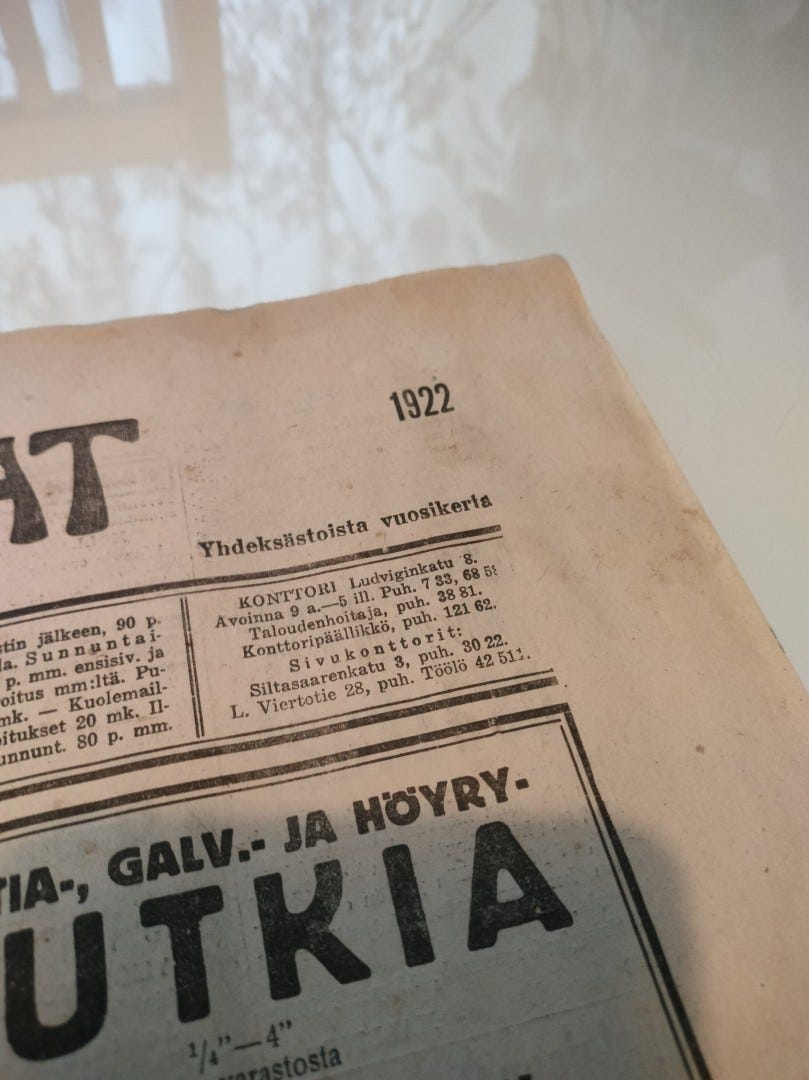 1922
AT
Yhdeksästoista vuosikerta
stin jälkeen, 90 p.
la. Sunnuntai-
p. mm. ensisiv. ja
oitus mm:ltä. Pu-
mk. — Kuolemail-
oitukset 20 mk. Il-
unnunt. 80 p. mm.
KONTTORI Ludviginkatu 8.
Avoinna 9 a.—5 ill. Puh. 7 33, 68 58
Taloudenhoitaja, puh. 38 81.
Konttoripäällikkö, puh. 121 62.
Sivukonttorit:
Siltasaarenkatu 3, puh. 30 22.
L. Viertotie 28, puh. Töölö 42 511.
TIA-, GALV.- JA HÖYRY-
UTKIA
1/4”—4”
varastosta